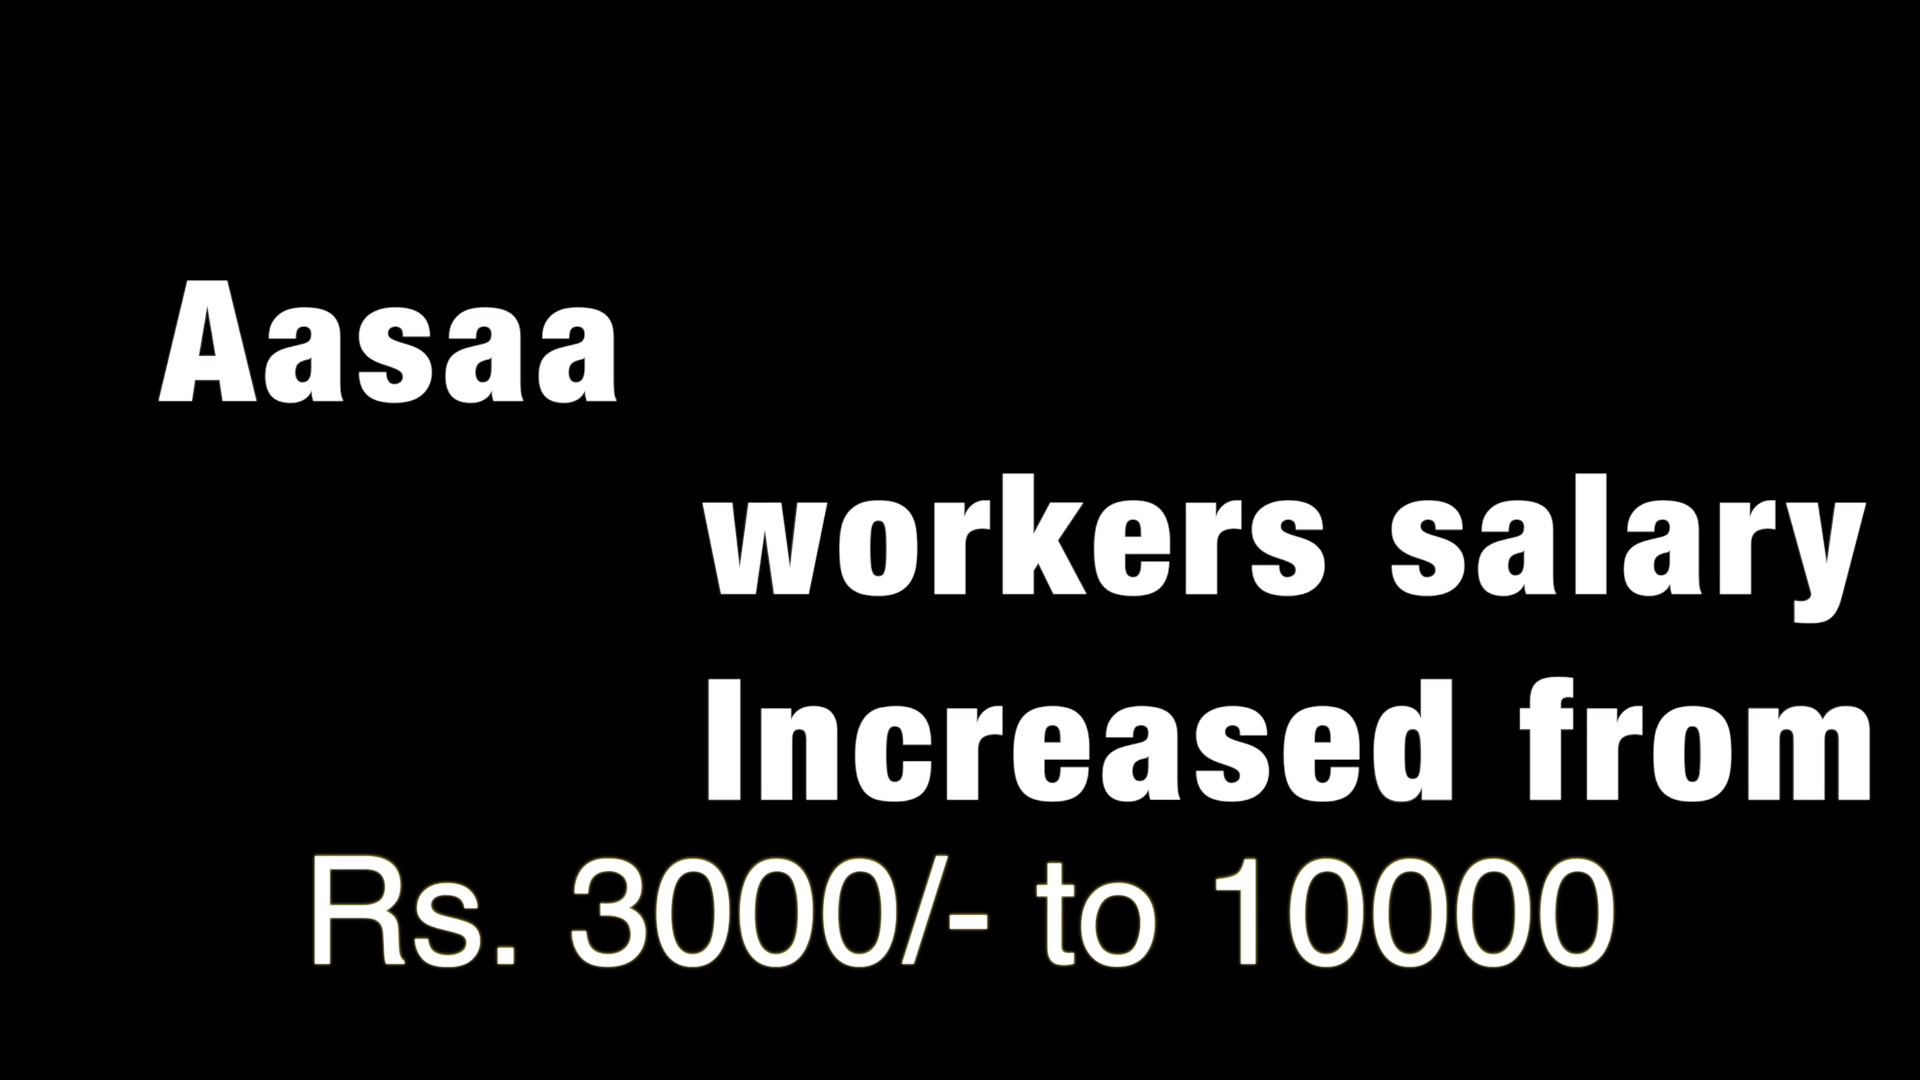 Aasaa
workers salary
Increased from
Rs. 3000/- to 10000